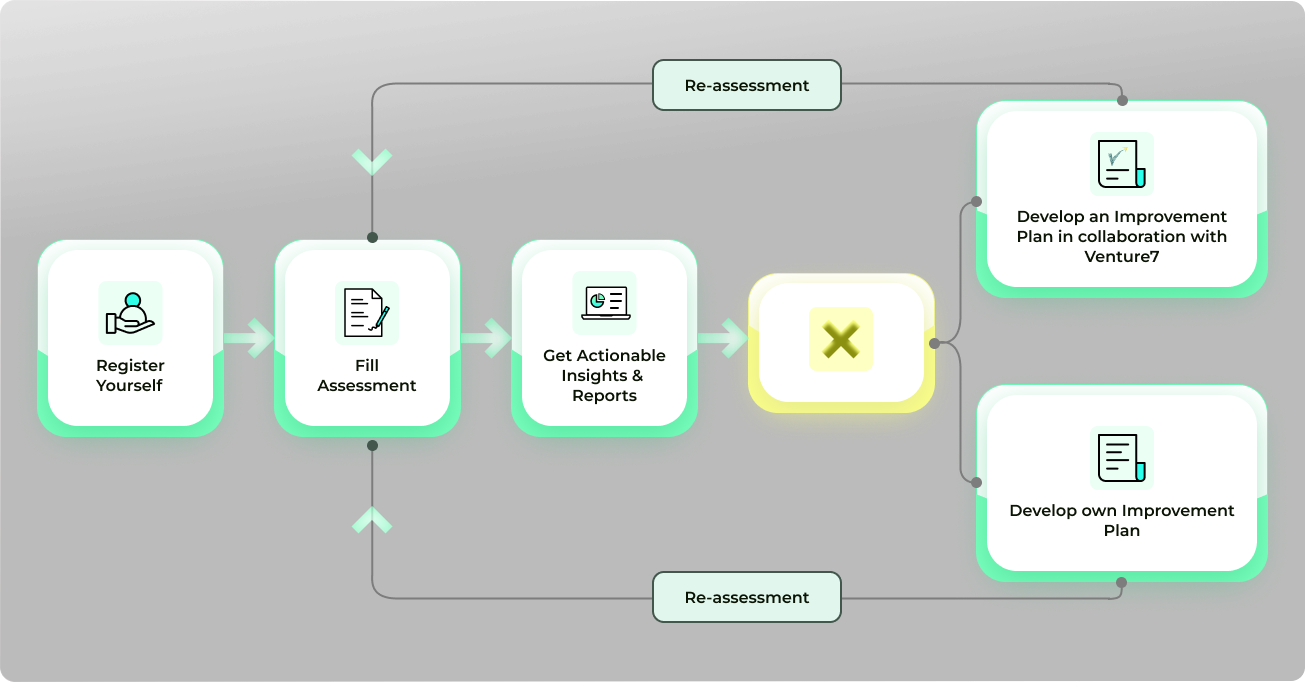 Re-assessment
Develop an Improvement
Plan in collaboration with
Venture7
Register
Yourself
Fill
Assessment
Get Actionable
Insights &
Reports
Develop own Improvement
Plan
Re-assessment